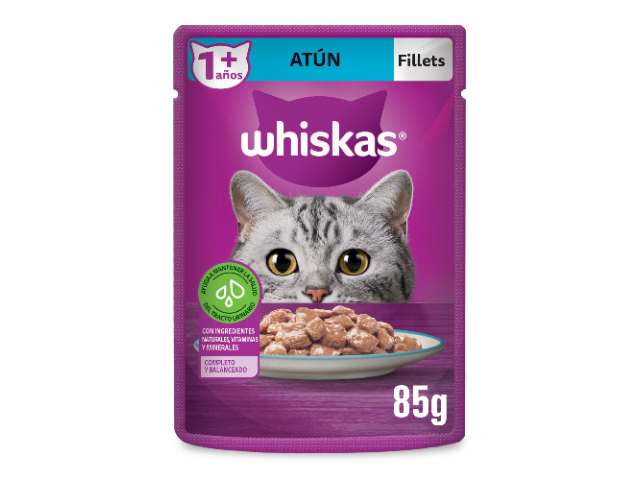 1+
años
ATÚN
Fillets
whiskas®
AYUDA A MANTENER LA SALUD
DEL TRACTO URINARIO
CON INGREDIENTES
NATURALES, VITAMINAS
Y MINERALES
COMPLETO
Y BALANCEADO
85g